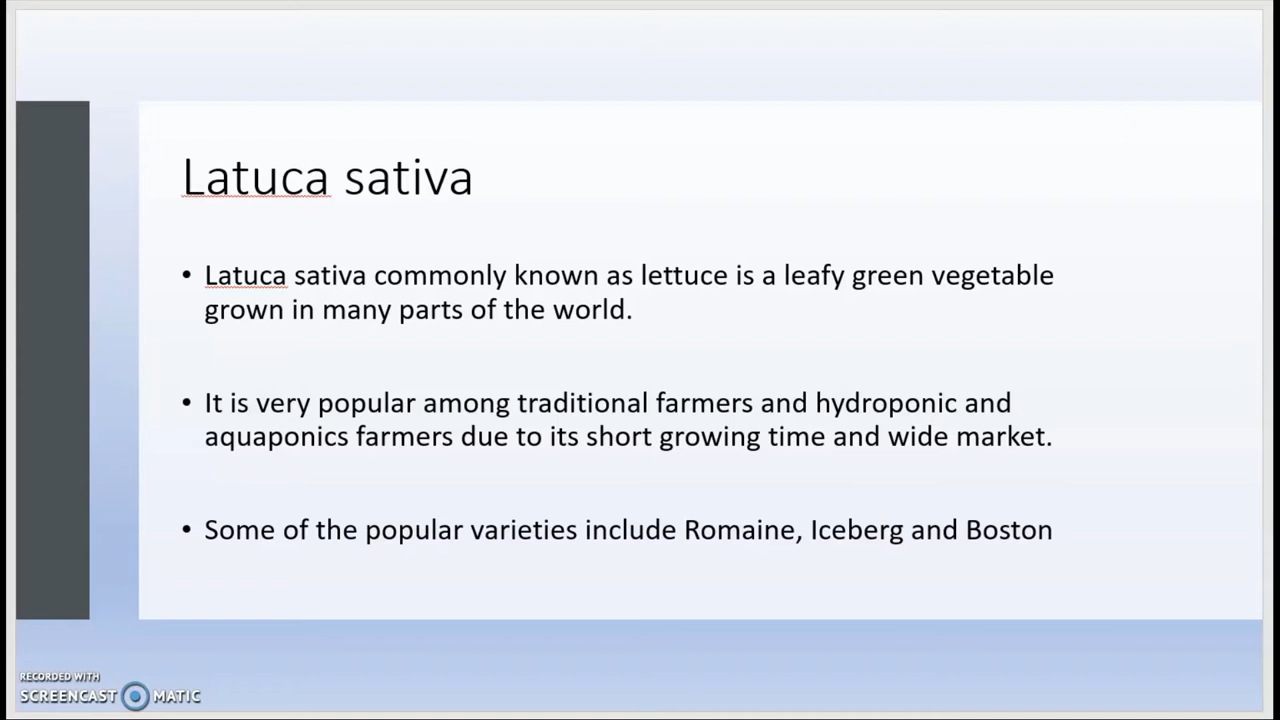 Latuca sativa
• Latuca sativa commonly known as lettuce is a leafy green vegetable
grown in many parts of the world.
• It is very popular among traditional farmers and hydroponic and
aquaponics farmers due to its short growing time and wide market.
• Some of the popular varieties include Romaine, Iceberg and Boston
RECORDED WITH
SCREENCAST MATIC